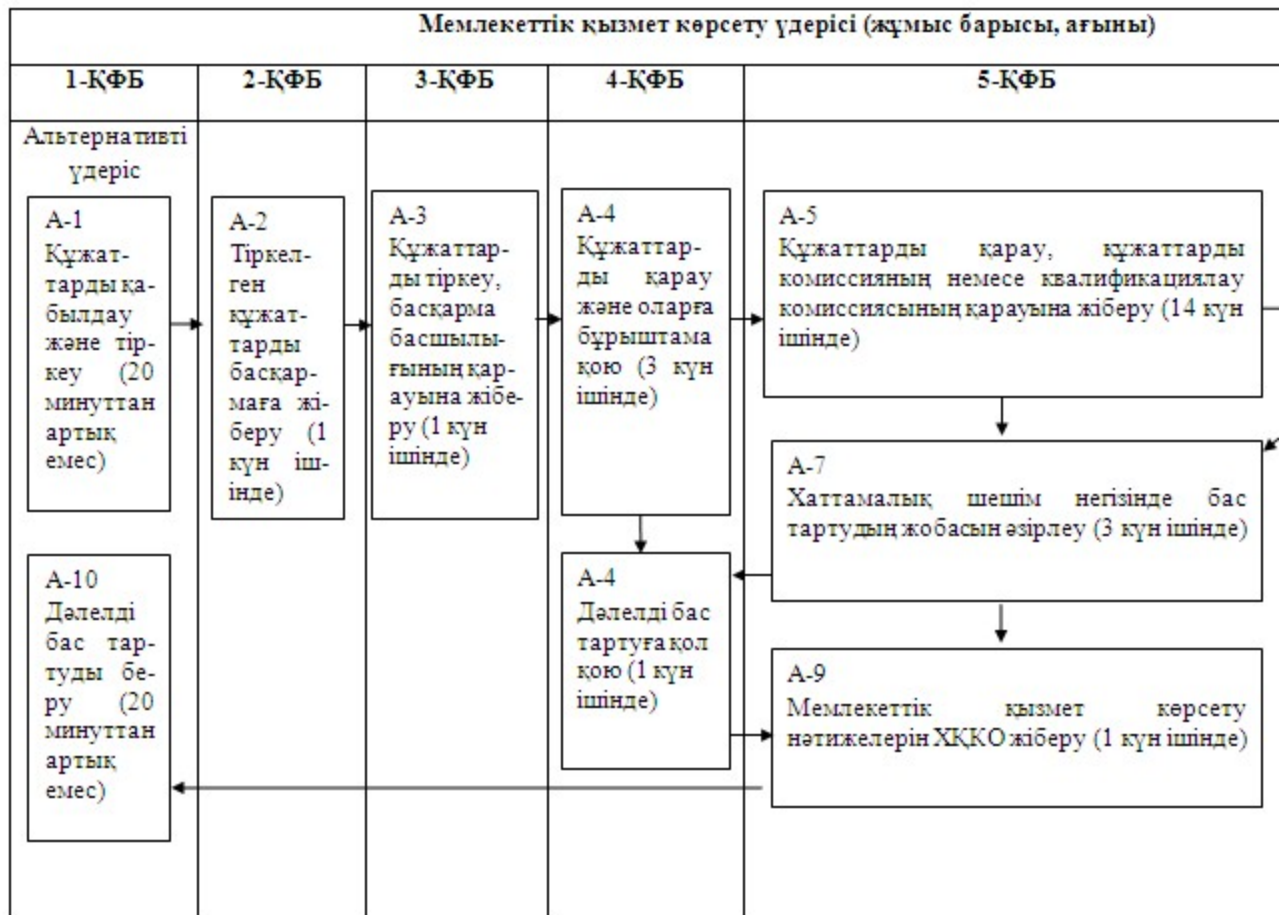 Мемлекеттік қызмет көрсету үдерісі (жұмыс барысы, ағыны)
1-ҚФБ
2-ҚФБ
3-ҚФБ
4-ҚФБ
5-ҚФБ
Альтернативті
үдеріс
А-1
Құжат-
тарды қа-
былдау
және тір-
кеу (20
минуттан
артық
емес)
А-2
Тіркел-
ген
құжат-
тарды
басқар-
маға жі-
беру (1
күн іш-
інде)
А-3
Құжаттар-
ды тіркеу,
басқарма
басшылы-
ғының қар-
ауына жібе-
ру (1 күн
ішінде)
А-4
Құжаттар-
ды қарау
және оларға
бұрыштама
қою (3 күн
ішінде)
А-5
Құжаттарды қарау, құжаттарды
комиссияның немесе квалификациялау
комиссиясының қарауына жіберу (14 күн
ішінде)
А-7
Хаттамалық шешім негізінде бас
тартудың жобасын әзірлеу (3 күн ішінде)
А-10
Дәлелді
бас тар-
туды бе-
ру (20
минуттан
артық
емес)
А-4
Дәлелді бас
тартуға қол
қою (1 күн
ішінде)
А-9
Мемлекеттік қызмет көрсету
нәтижелерін ХҚКО жіберу (1 күн ішінде)